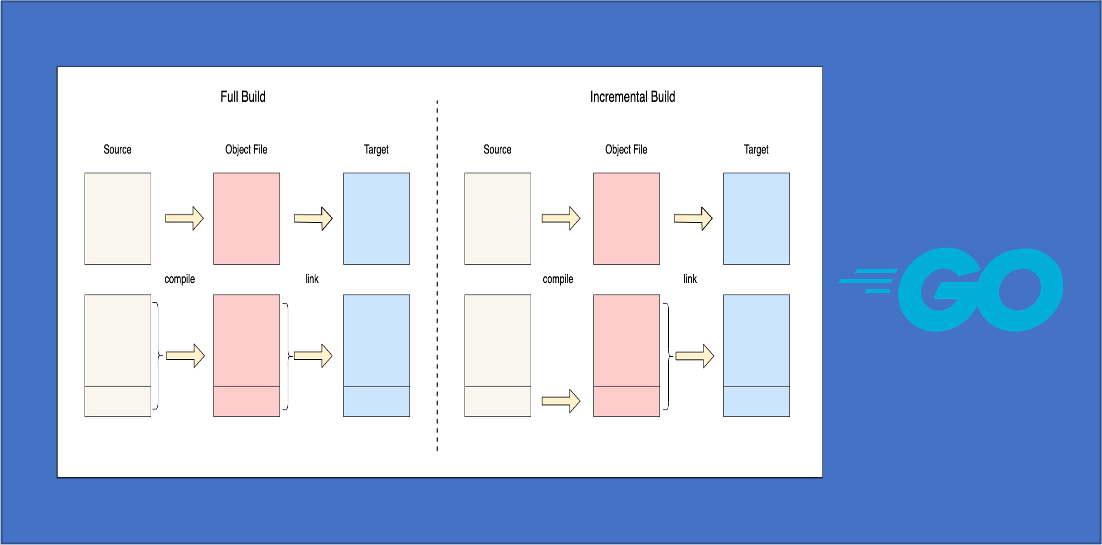 Full Build
Source
Object File
Target
compile
link
Incremental Build
Source
Object File
Target
compile
link
GO